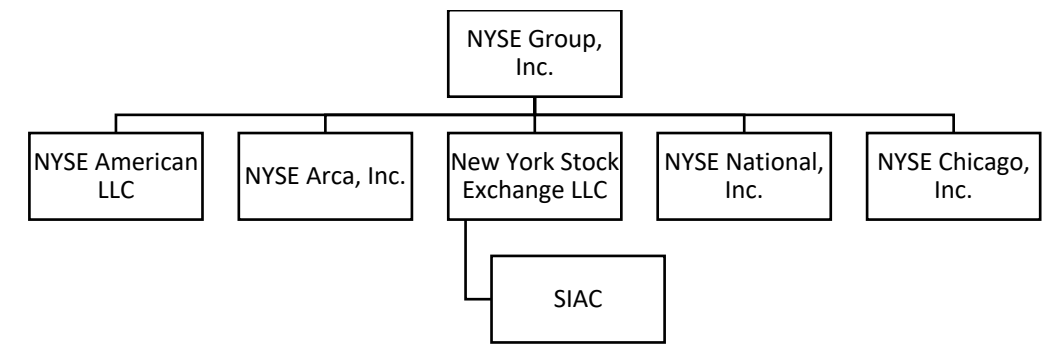 NYSE Group,
Inc.
NYSE American
LLC
NYSE Arca, Inc.
New York Stock
Exchange LLC
NYSE National,
Inc.
NYSE Chicago,
Inc.
SIAC